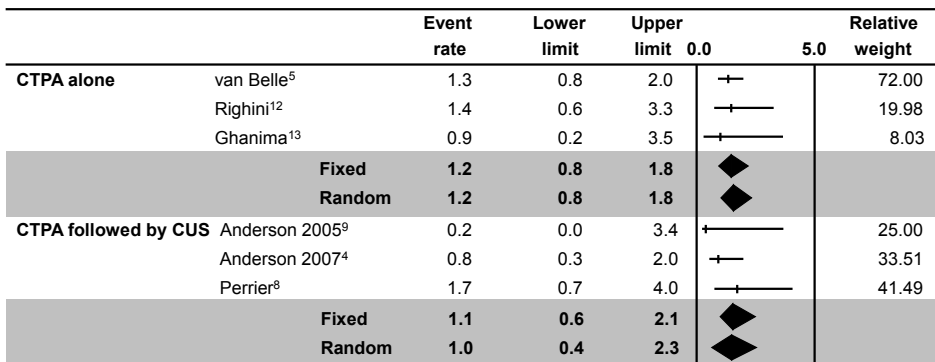 Event Lower Upper Relative
rate limit limit 0.0 5.0 weight
CTPA alone van Belle⁵ 1.3 0.8 2.0 72.00
Righini¹² 1.4 0.6 3.3 19.98
Ghanima¹³ 0.9 0.2 3.5 8.03
Fixed 1.2 0.8 1.8
Random 1.2 0.8 1.8
CTPA followed by CUS Anderson 2005⁹ 0.2 0.0 3.4 25.00
Anderson 2007⁴ 0.8 0.3 2.0 33.51
Perrier⁸ 1.7 0.7 4.0 41.49
Fixed 1.1 0.6 2.1
Random 1.0 0.4 2.3